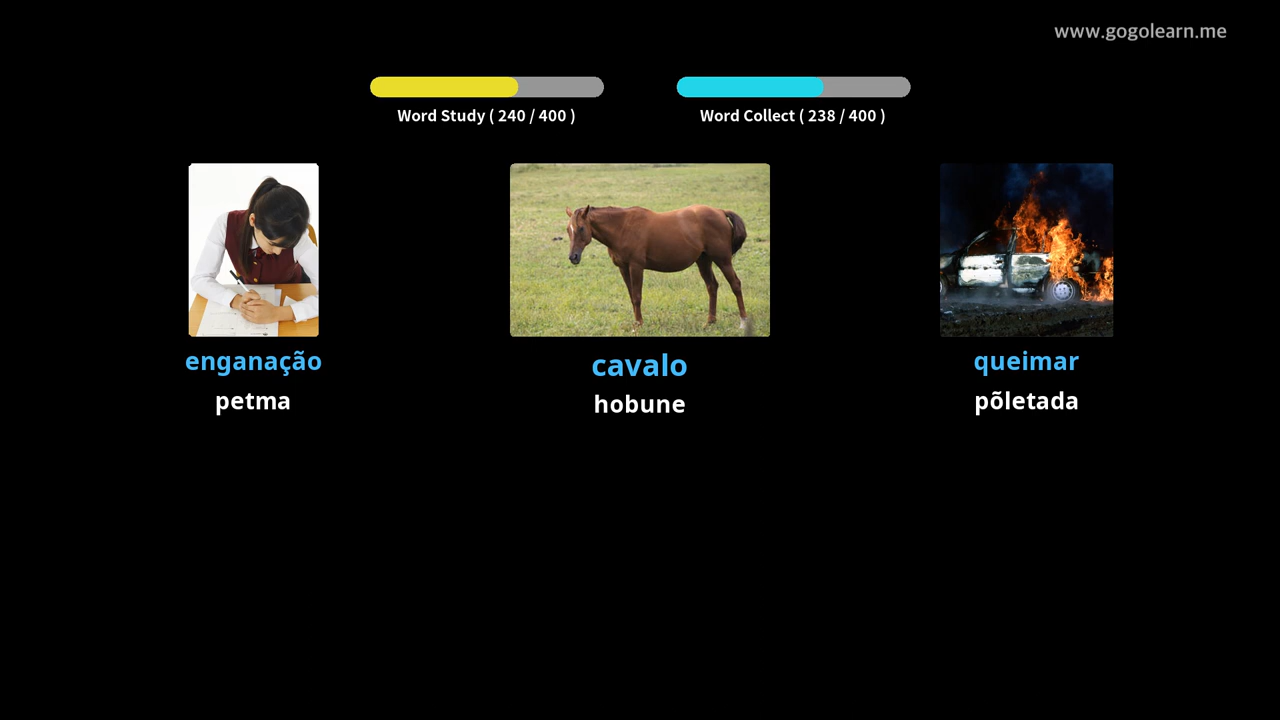 www.gogolearn.me
Word Study ( 240 / 400 )
Word Collect ( 238 / 400 )
enganação
petma
cavalo
hobune
queimar
põletada